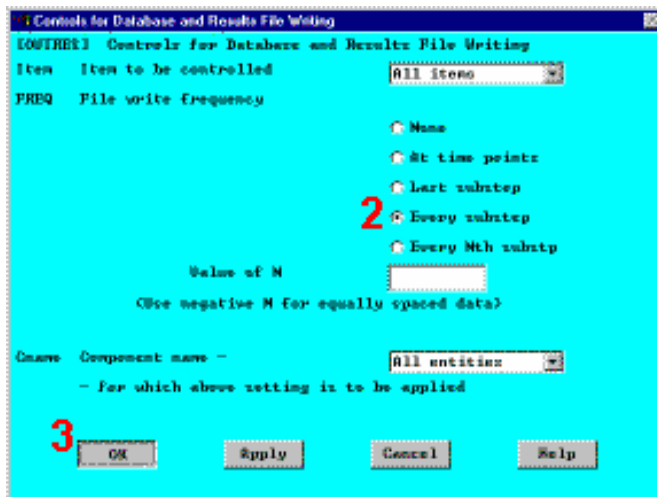 Controls for Database and Results File Writing
[OUTRES] Controls for Database and Results File Writing
Item Item to be controlled All items
FREQ File write frequency
None
At time points
Last substep
2 Every substep
Every Nth substp
Value of N
(Use negative N for equally spaced data)
Cname Component name - All entities
- for which above setting is to be applied
3 OK Apply Cancel Help